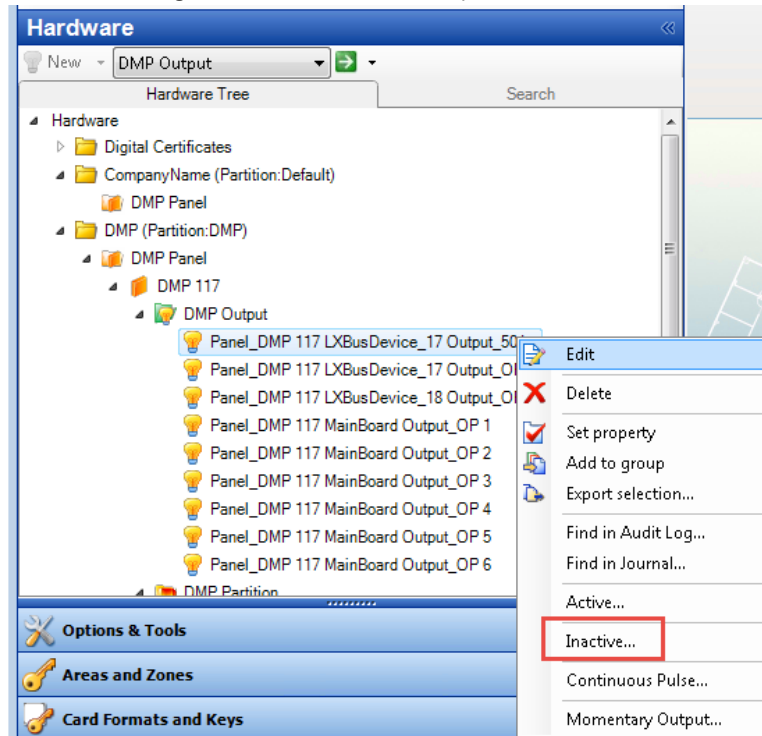 Hardware
New DMP Output
Hardware Tree Search
Hardware
Digital Certificates
CompanyName (Partition:Default)
DMP Panel
DMP (Partition:DMP)
DMP Panel
DMP 117
DMP Output
Panel_DMP 117 LXBusDevice_17 Output_50
Panel_DMP 117 LXBusDevice_17 Output_O
Panel_DMP 117 LXBusDevice_18 Output_O
Panel_DMP 117 MainBoard Output_OP 1
Panel_DMP 117 MainBoard Output_OP 2
Panel_DMP 117 MainBoard Output_OP 3
Panel_DMP 117 MainBoard Output_OP 4
Panel_DMP 117 MainBoard Output_OP 5
Panel_DMP 117 MainBoard Output_OP 6
DMP Partition
Options & Tools
Areas and Zones
Card Formats and Keys
Edit
Delete
Set property
Add to group
Export selection...
Find in Audit Log...
Find in Journal...
Active...
Inactive...
Continuous Pulse...
Momentary Output...